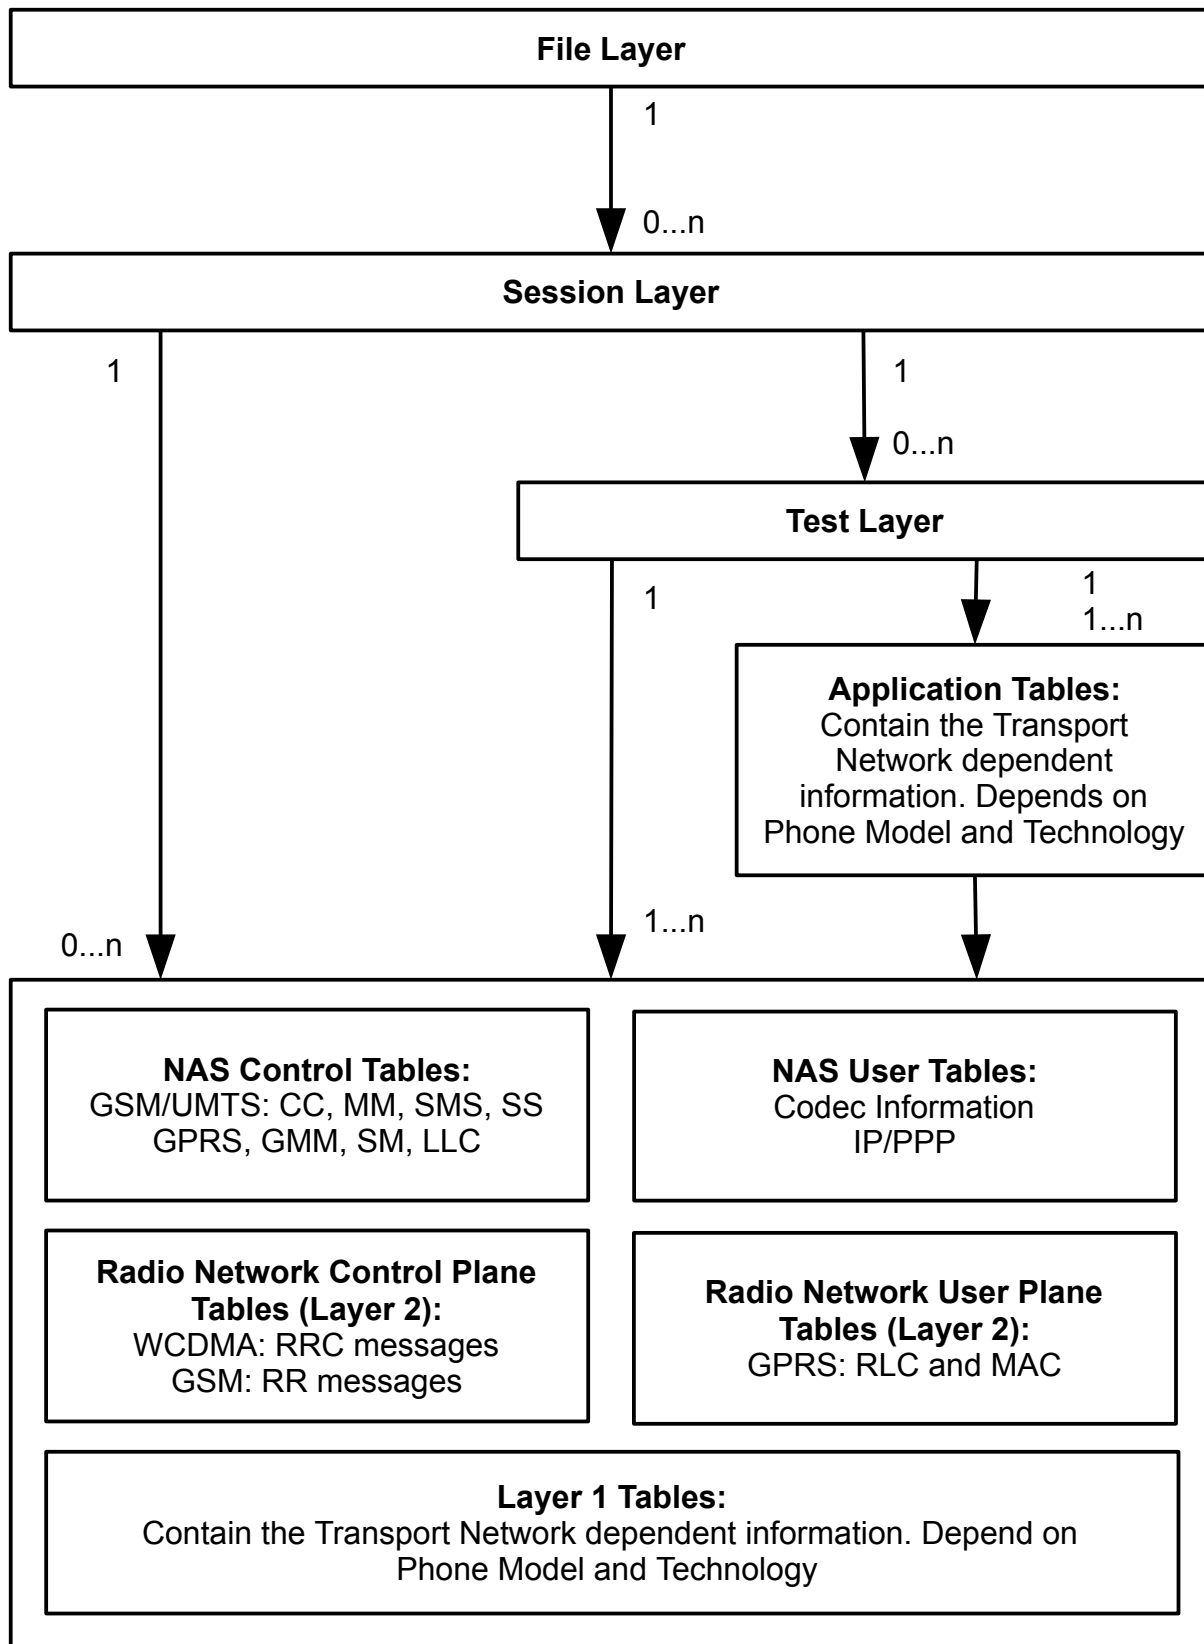 File Layer
1
0...n
Session Layer
1
1
0...n
Test Layer
1
1
1...n
Application Tables:
Contain the Transport
Network dependent
information. Depends on
Phone Model and Technology
1...n
0...n
NAS Control Tables:
GSM/UMTS: CC, MM, SMS, SS
GPRS, GMM, SM, LLC
NAS User Tables:
Codec Information
IP/PPP
Radio Network Control Plane
Tables (Layer 2):
WCDMA: RRC messages
GSM: RR messages
Radio Network User Plane
Tables (Layer 2):
GPRS: RLC and MAC
Layer 1 Tables:
Contain the Transport Network dependent information. Depend on
Phone Model and Technology